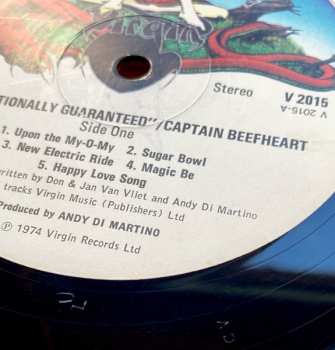 Stereo
V 2015
V 2015-A
TIONALLY GUARANTEED"/CAPTAIN BEEFHEART
Side One
1. Upon the My-O-My 2. Sugar Bowl
3. New Electric Ride 4. Magic Be
5. Happy Love Song
written by Don & Jan Van Vliet and Andy Di Martino
tracks Virgin Music (Publishers) Ltd
Produced by ANDY DI MARTINO
℗ 1974 Virgin Records Ltd